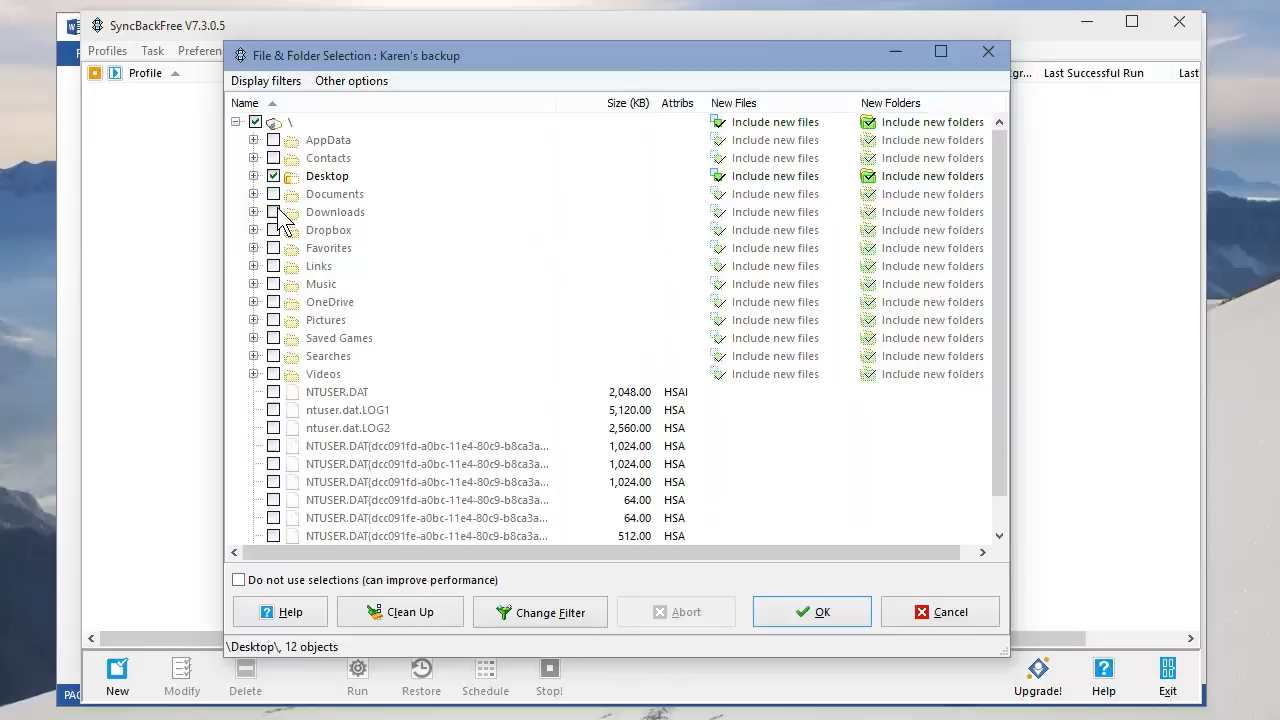 SyncBackFree V7.3.0.5
Profiles Task Preferen
Profile
gr... Last Successful Run Last
File & Folder Selection : Karen's backup
Display filters Other options
Name Size (KB) Attribs New Files New Folders
\ Include new files Include new folders
AppData Include new files Include new folders
Contacts Include new files Include new folders
Desktop Include new files Include new folders
Documents Include new files Include new folders
Downloads Include new files Include new folders
Dropbox Include new files Include new folders
Favorites Include new files Include new folders
Links Include new files Include new folders
Music Include new files Include new folders
OneDrive Include new files Include new folders
Pictures Include new files Include new folders
Saved Games Include new files Include new folders
Searches Include new files Include new folders
Videos Include new files Include new folders
NTUSER.DAT 2,048.00 HSAI
ntuser.dat.LOG1 5,120.00 HSA
ntuser.dat.LOG2 2,560.00 HSA
NTUSER.DAT{dcc091fd-a0bc-11e4-80c9-b8ca3a... 1,024.00 HSA
NTUSER.DAT{dcc091fd-a0bc-11e4-80c9-b8ca3a... 1,024.00 HSA
NTUSER.DAT{dcc091fd-a0bc-11e4-80c9-b8ca3a... 1,024.00 HSA
NTUSER.DAT{dcc091fd-a0bc-11e4-80c9-b8ca3a... 64.00 HSA
NTUSER.DAT{dcc091fe-a0bc-11e4-80c9-b8ca3a... 64.00 HSA
NTUSER.DAT{dcc091fe-a0bc-11e4-80c9-b8ca3a... 512.00 HSA
Do not use selections (can improve performance)
Help Clean Up Change Filter Abort OK Cancel
\Desktop\, 12 objects
PAG
New Modify Delete Run Restore Schedule Stop! Upgrade! Help Exit